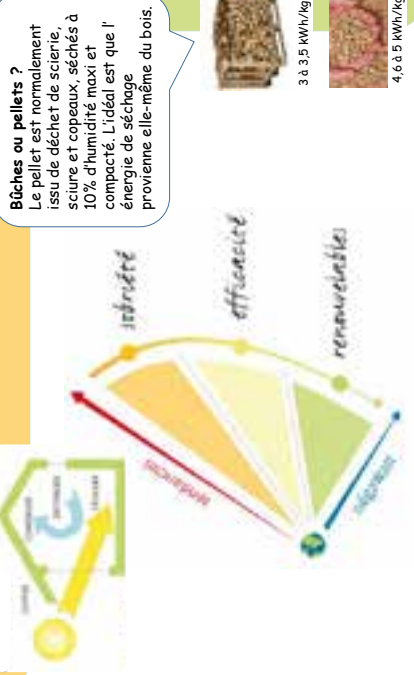 Bûches ou pellets ?
Le pellet est normalement
issu de déchet de scierie,
sciure et copeaux, séchés à
10% d'humidité maxi et
compacté. L'idéal est que l'
énergie de séchage
provienne elle-même du bois.
3 à 3,5 kWh/kg
4,6 à 5 kWh/kg
sobriété
efficacité
renouvelables
tendanciel
négaWatt